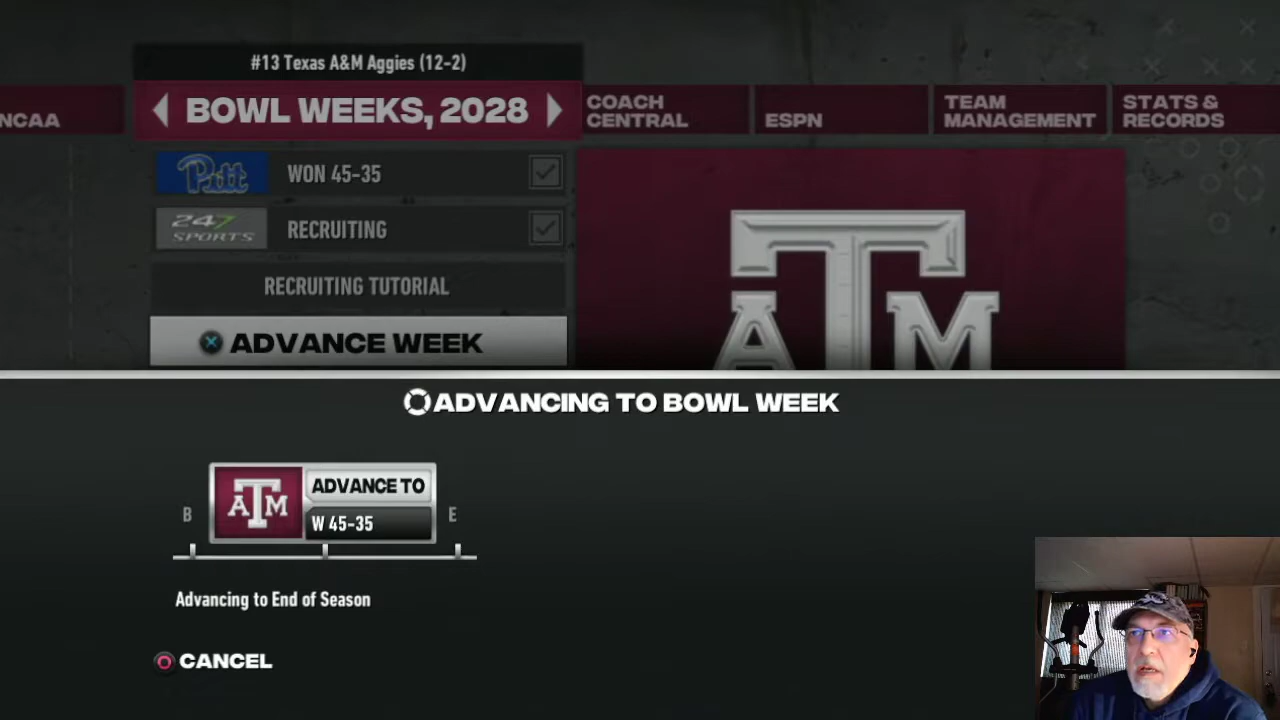 #13 Texas A&M Aggies (12-2)
NCAA
BOWL WEEKS, 2028
COACH CENTRAL
ESPN
TEAM MANAGEMENT
STATS & RECORDS
Pitt
WON 45-35
247 SPORTS
RECRUITING
RECRUITING TUTORIAL
ADVANCE WEEK
ATM
ADVANCING TO BOWL WEEK
B
ATM
ADVANCE TO
W 45-35
E
Advancing to End of Season
CANCEL